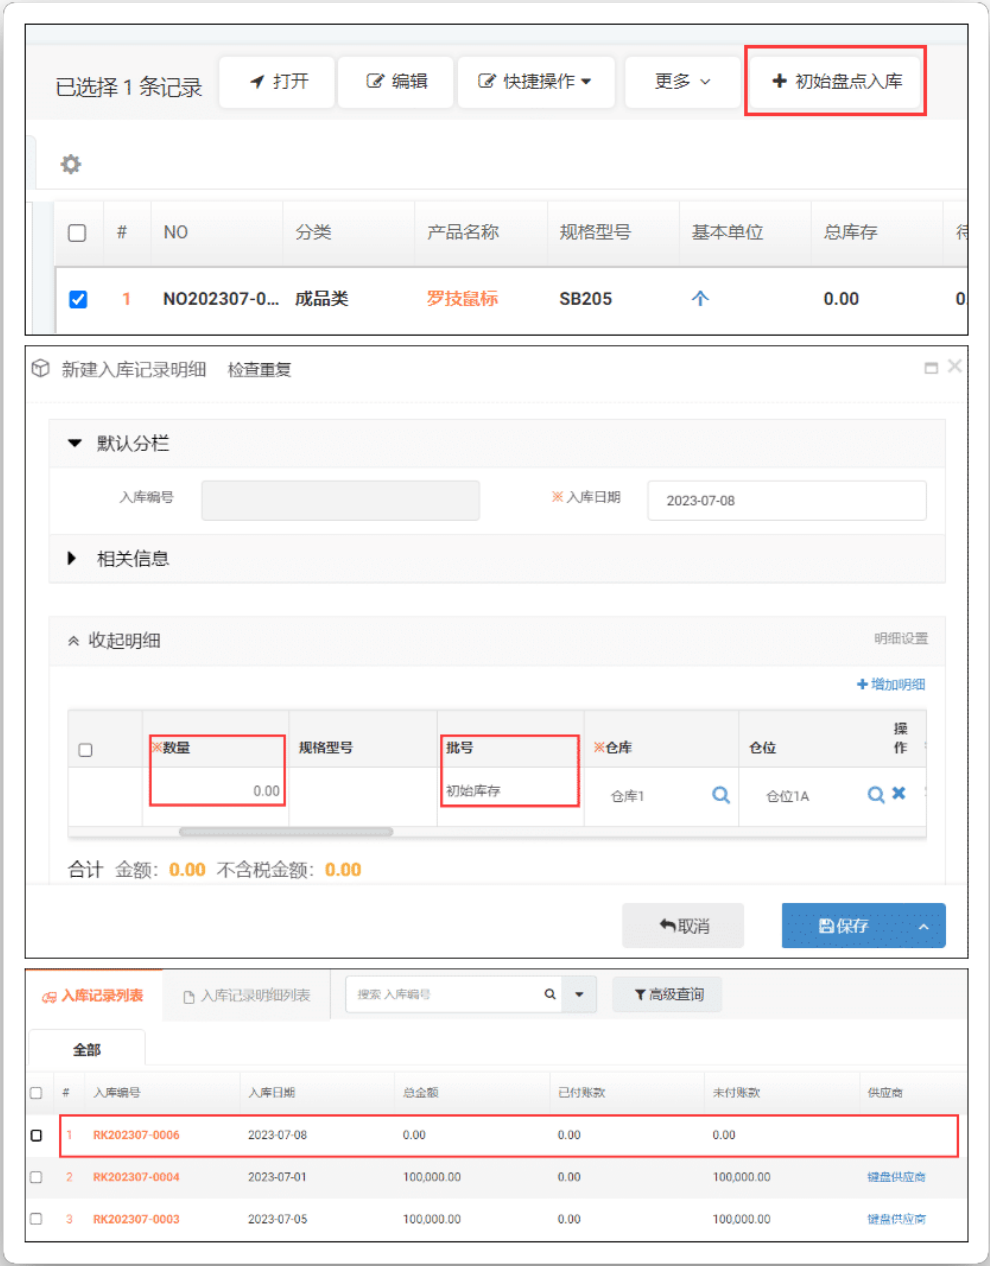 已选择 1 条记录 打开 编辑 快捷操作 更多 初始盘点入库
# NO 分类 产品名称 规格型号 基本单位 总库存
1 NO202307-0... 成品类 罗技鼠标 SB205 个 0.00 0.
新建入库记录明细 检查重复
默认分栏
入库编号 ※入库日期 2023-07-08
相关信息
收起明细 明细设置
增加明细
※数量 规格型号 批号 ※仓库 仓位 操作
0.00 初始库存 仓库1 仓位1A
合计 金额: 0.00 不含税金额: 0.00
取消 保存
入库记录列表 入库记录明细列表 搜索 入库编号 高级查询
全部
# 入库编号 入库日期 总金额 已付账款 未付账款 供应商
1 RK202307-0006 2023-07-08 0.00 0.00 0.00
2 RK202307-0004 2023-07-01 100,000.00 0.00 100,000.00 键盘供应商
3 RK202307-0003 2023-07-05 100,000.00 0.00 100,000.00 键盘供应商